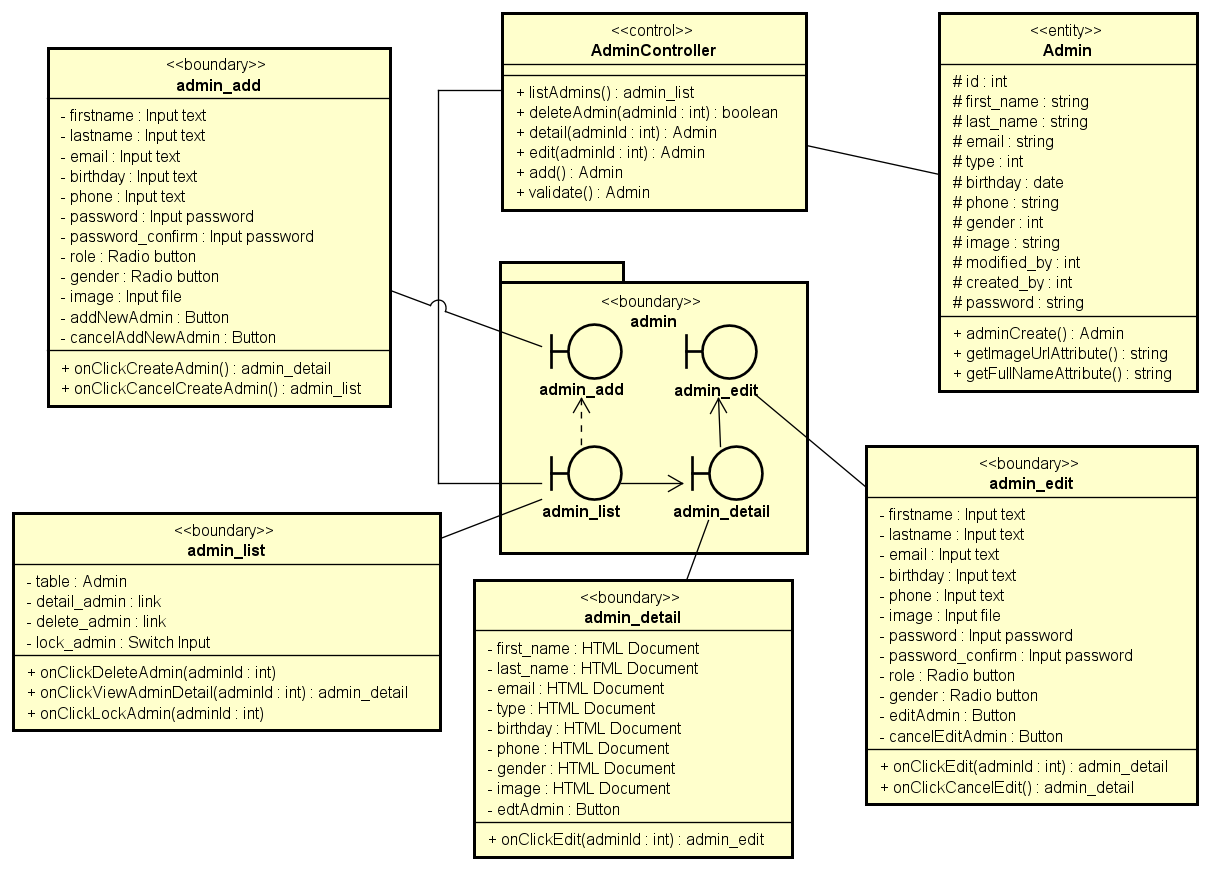 <<boundary>>
admin_add
- firstname : Input text
- lastname : Input text
- email : Input text
- birthday : Input text
- phone : Input text
- password : Input password
- password_confirm : Input password
- role : Radio button
- gender : Radio button
- image : Input file
- addNewAdmin : Button
- cancelAddNewAdmin : Button
+ onClickCreateAdmin() : admin_detail
+ onClickCancelCreateAdmin() : admin_list
<<control>>
AdminController
+ listAdmins() : admin_list
+ deleteAdmin(adminId : int) : boolean
+ detail(adminId : int) : Admin
+ edit(adminId : int) : Admin
+ add() : Admin
+ validate() : Admin
<<entity>>
Admin
# id : int
# first_name : string
# last_name : string
# email : string
# type : int
# birthday : date
# phone : string
# gender : int
# image : string
# modified_by : int
# created_by : int
# password : string
+ adminCreate() : Admin
+ getImageUrlAttribute() : string
+ getFullNameAttribute() : string
<<boundary>>
admin
admin_add
admin_edit
admin_list
admin_detail
<<boundary>>
admin_list
- table : Admin
- detail_admin : link
- delete_admin : link
- lock_admin : Switch Input
+ onClickDeleteAdmin(adminId : int)
+ onClickViewAdminDetail(adminId : int) : admin_detail
+ onClickLockAdmin(adminId : int)
<<boundary>>
admin_detail
- first_name : HTML Document
- last_name : HTML Document
- email : HTML Document
- type : HTML Document
- birthday : HTML Document
- phone : HTML Document
- gender : HTML Document
- image : HTML Document
- edtAdmin : Button
+ onClickEdit(adminId : int) : admin_edit
<<boundary>>
admin_edit
- firstname : Input text
- lastname : Input text
- email : Input text
- birthday : Input text
- phone : Input text
- image : Input file
- password : Input password
- password_confirm : Input password
- role : Radio button
- gender : Radio button
- editAdmin : Button
- cancelEditAdmin : Button
+ onClickEdit(adminId : int) : admin_detail
+ onClickCancelEdit() : admin_detail